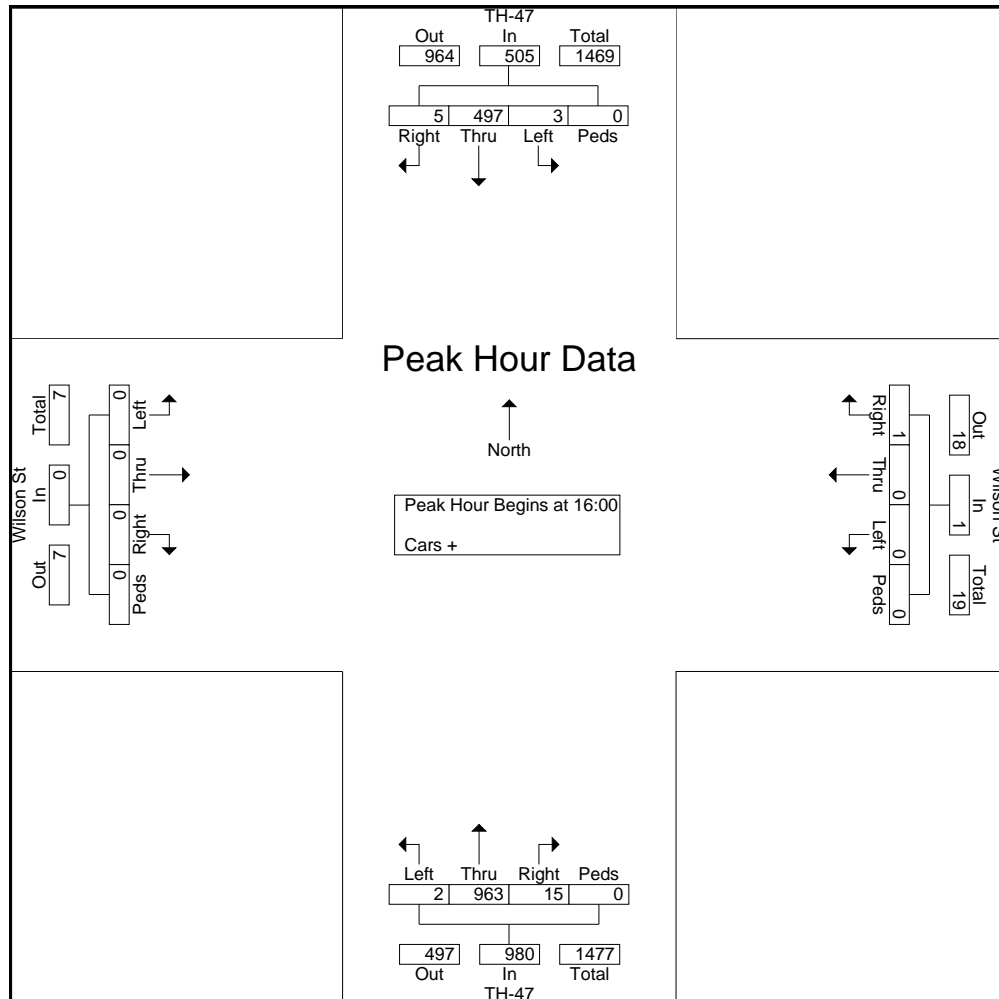 TH-47
Out In Total
964 505 1469
5 497 3 0
Right Thru Left Peds
Peak Hour Data
North
Peak Hour Begins at 16:00
Cars +
Wilson St
Total In Out
7 0 7
0 0 0 0
Left Thru Right Peds
Wilson St
Out In Total
18 1 19
1 0 0 0
Right Thru Left Peds
Left Thru Right Peds
2 963 15 0
497 980 1477
Out In Total
TH-47